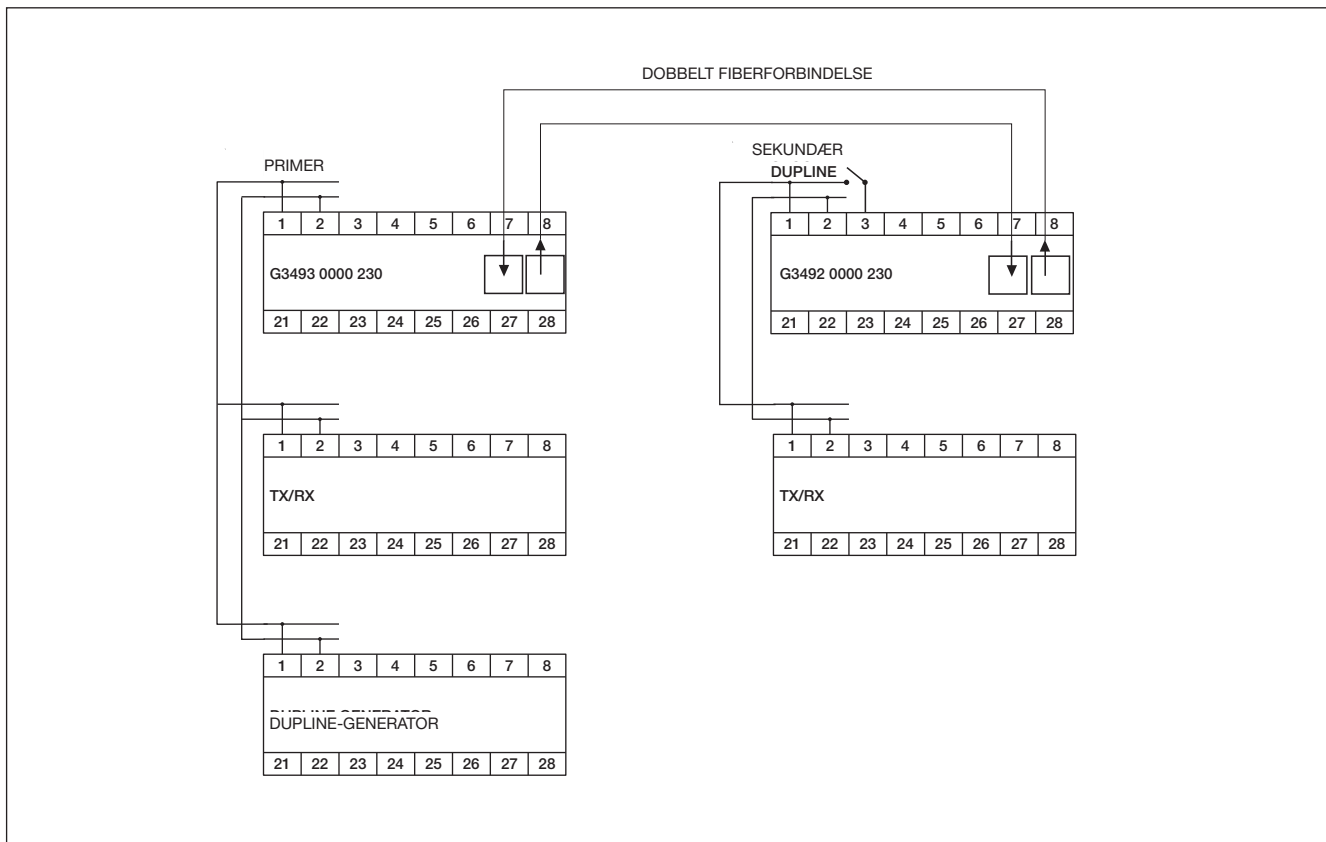 DOBBELT FIBERFORBINDELSE
PRIMER
SEKUNDÆR
DUPLINE
1 2 3 4 5 6 7 8
G3493 0000 230
21 22 23 24 25 26 27 28
1 2 3 4 5 6 7 8
G3492 0000 230
21 22 23 24 25 26 27 28
1 2 3 4 5 6 7 8
TX/RX
21 22 23 24 25 26 27 28
1 2 3 4 5 6 7 8
TX/RX
21 22 23 24 25 26 27 28
1 2 3 4 5 6 7 8
DUPLINE-GENERATOR
21 22 23 24 25 26 27 28